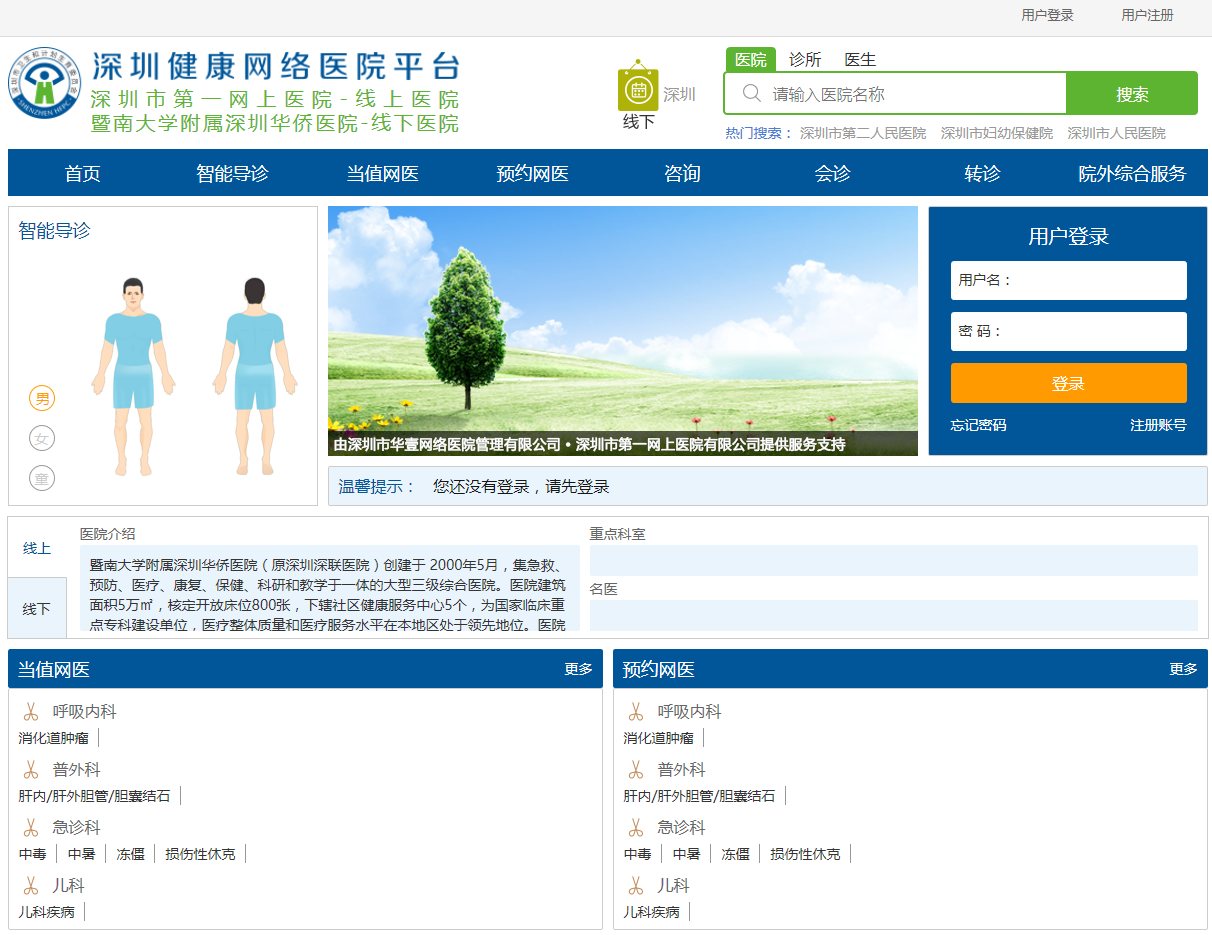 用户登录 用户注册
深圳健康网络医院平台
深圳市第一网上医院-线上医院
暨南大学附属深圳华侨医院-线下医院
线下
深圳
医院 诊所 医生
请输入医院名称 搜索
热门搜索： 深圳市第二人民医院 深圳市妇幼保健院 深圳市人民医院
首页 智能导诊 当值网医 预约网医 咨询 会诊 转诊 院外综合服务
智能导诊
男
女
童
由深圳市华壹网络医院管理有限公司 • 深圳市第一网上医院有限公司提供服务支持
用户登录
用户名：
密 码：
登录
忘记密码 注册账号
温馨提示： 您还没有登录，请先登录
线上
线下
医院介绍
暨南大学附属深圳华侨医院（原深圳深联医院）创建于 2000年5月，集急救、
预防、医疗、康复、保健、科研和教学于一体的大型三级综合医院。医院建筑
面积5万㎡，核定开放床位800张，下辖社区健康服务中心5个，为国家临床重
点专科建设单位，医疗整体质量和医疗服务水平在本地区处于领先地位。医院
重点科室
名医
当值网医 更多
呼吸内科
消化道肿瘤
普外科
肝内/肝外胆管/胆囊结石
急诊科
中毒 中暑 冻僵 损伤性休克
儿科
儿科疾病
预约网医 更多
呼吸内科
消化道肿瘤
普外科
肝内/肝外胆管/胆囊结石
急诊科
中毒 中暑 冻僵 损伤性休克
儿科
儿科疾病